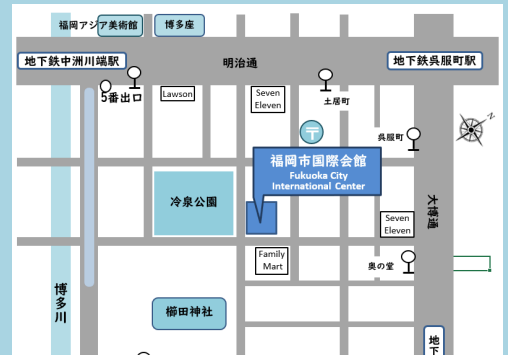 福岡アジア美術館
博多座
地下鉄中洲川端駅
明治通
地下鉄呉服町駅
5番出口
Lawson
Seven
Eleven
土居町
N
〒
呉服町
福岡市国際会館
Fukuoka City
International Center
冷泉公園
大博通
Seven
Eleven
Family
Mart
奥の堂
博多川
櫛田神社
地下